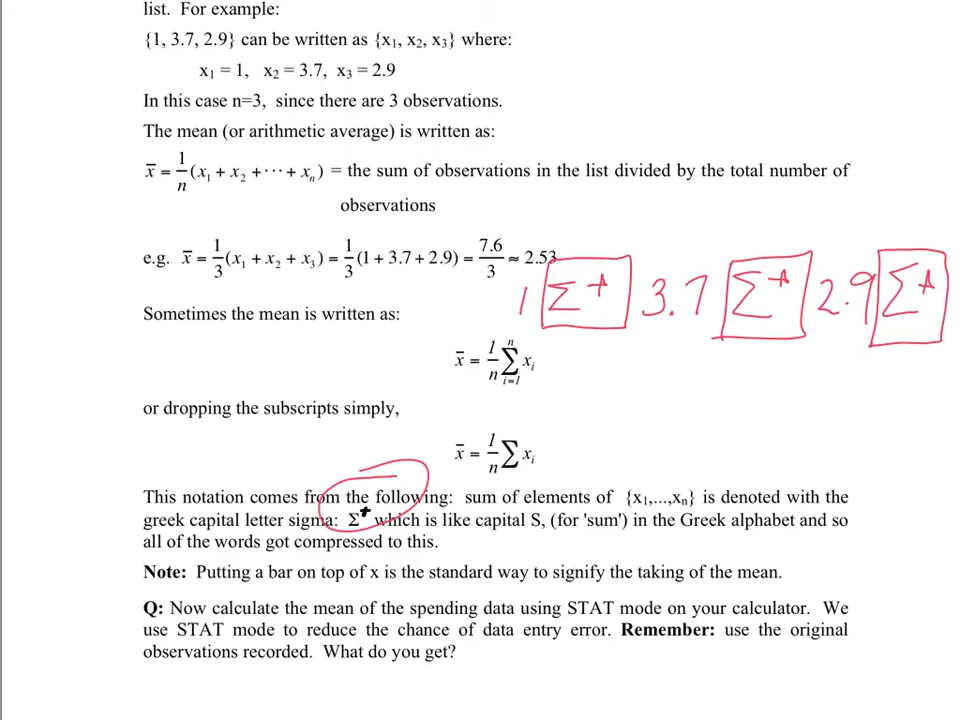 list. For example:
{1, 3.7, 2.9} can be written as {x₁, x₂, x₃} where:
x₁ = 1, x₂ = 3.7, x₃ = 2.9
In this case n=3, since there are 3 observations.
The mean (or arithmetic average) is written as:
x̄ = 1/n (x₁ + x₂ + ··· + xₙ) = the sum of observations in the list divided by the total number of
observations
e.g. x̄ = 1/3 (x₁ + x₂ + x₃) = 1/3 (1 + 3.7 + 2.9) = 7.6/3 ≈ 2.53
1 Σ+ 3.7 Σ+ 2.9 Σ+
Sometimes the mean is written as:
x̄ = 1/n ∑ⁿᵢ₌₁ xᵢ
or dropping the subscripts simply,
x̄ = 1/n ∑ xᵢ
This notation comes from the following: sum of elements of {x₁,...,xₙ} is denoted with the
greek capital letter sigma: Σ+ which is like capital S, (for 'sum') in the Greek alphabet and so
all of the words got compressed to this.
Note: Putting a bar on top of x is the standard way to signify the taking of the mean.
Q: Now calculate the mean of the spending data using STAT mode on your calculator. We
use STAT mode to reduce the chance of data entry error. Remember: use the original
observations recorded. What do you get?